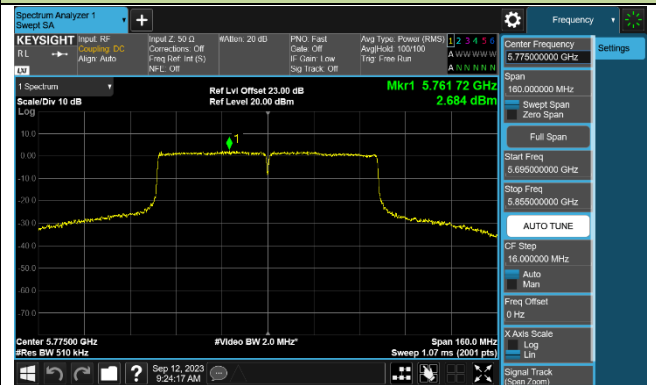 Spectrum Analyzer 1
Swept SA
Frequency
KEYSIGHT
RL
LXI
Input: RF
Coupling: DC
Align: Auto
Input Z: 50 Ω
Corrections: Off
Freq Ref: Int (S)
NFE: Off
#Atten: 20 dB
PNO: Fast
Gate: Off
IF Gain: Low
Sig Track: Off
Avg Type: Power (RMS)
Avg|Hold: 100/100
Trig: Free Run
1 2 3 4 5 6
A W W W W W
A N N N N N
1 Spectrum
Scale/Div 10 dB
Log
Ref Lvl Offset 23.00 dB
Ref Level 20.00 dBm
Mkr1 5.761 72 GHz
2.684 dBm
1
10.0
0.00
-10.0
-20.0
-30.0
-40.0
-50.0
-60.0
-70.0
Center 5.77500 GHz
#Res BW 510 kHz
#Video BW 2.0 MHz*
Span 160.0 MHz
Sweep 1.07 ms (2001 pts)
Sep 12, 2023
9:24:17 AM
Center Frequency
5.775000000 GHz
Settings
Span
160.000000 MHz
Swept Span
Zero Span
Full Span
Start Freq
5.695000000 GHz
Stop Freq
5.855000000 GHz
AUTO TUNE
CF Step
16.000000 MHz
Auto
Man
Freq Offset
0 Hz
X Axis Scale
Log
Lin
Signal Track
(Span Zoom)